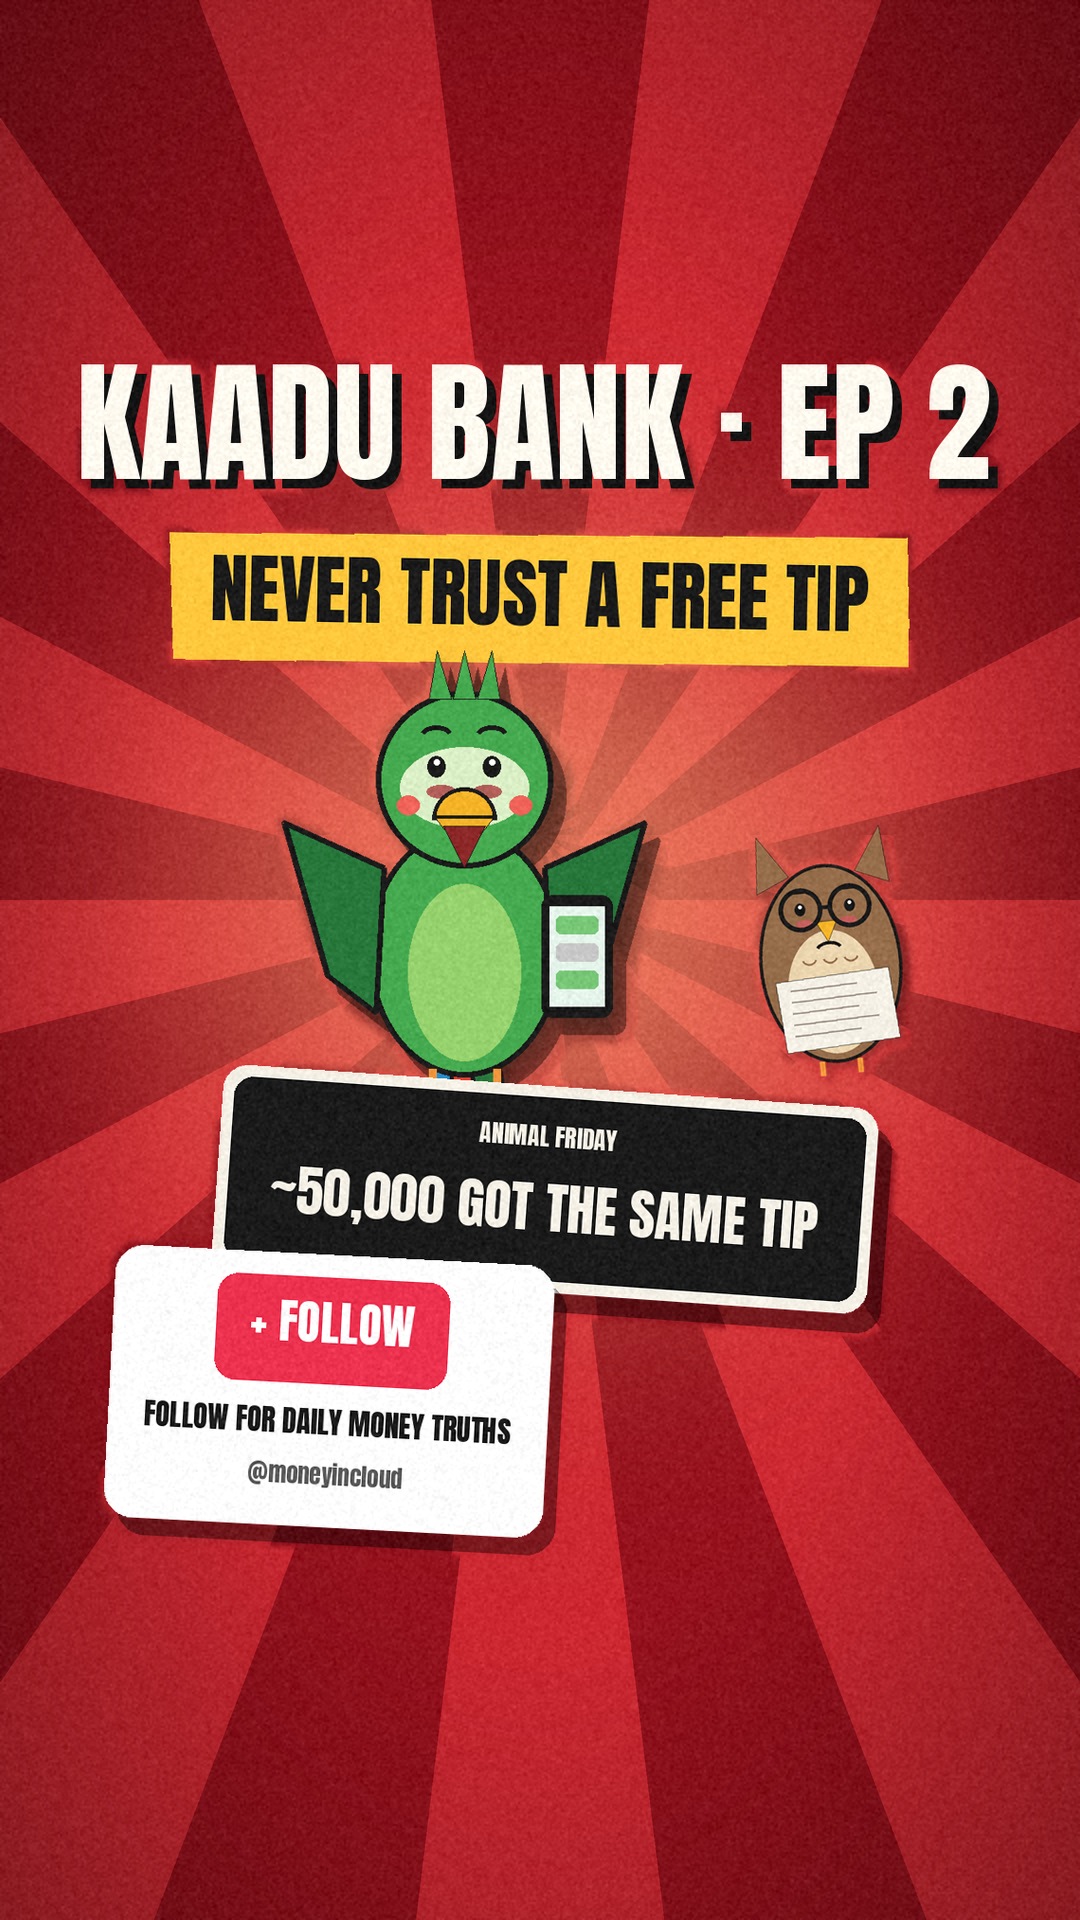 KAADU BANK · EP 2
NEVER TRUST A FREE TIP
ANIMAL FRIDAY
~50,000 GOT THE SAME TIP
+ FOLLOW
FOLLOW FOR DAILY MONEY TRUTHS
@moneyincloud